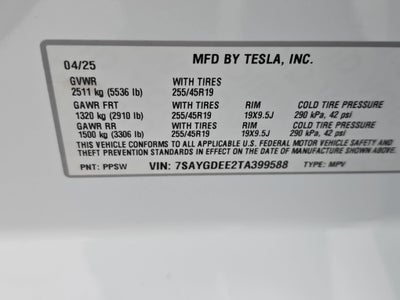 04/25 MFD BY TESLA, INC.
GVWR WITH TIRES
2511 kg (5536 lb) 255/45R19
GAWR FRT WITH TIRES RIM COLD TIRE PRESSURE
1320 kg (2910 lb) 255/45R19 19X9.5J 290 kPa, 42 psi
GAWR RR WITH TIRES RIM COLD TIRE PRESSURE
1500 kg (3306 lb) 255/45R19 19X9.5J 290 kPa, 42 psi
THIS VEHICLE CONFORMS TO ALL APPLICABLE U.S. FEDERAL MOTOR VEHICLE SAFETY
AND THEFT PREVENTION STANDARDS IN EFFECT ON THE DATE OF MANUFACTURE SHOWN ABOVE.
PNT: PPSW VIN: 7SAYGDEE2TA399588 TYPE: MPV